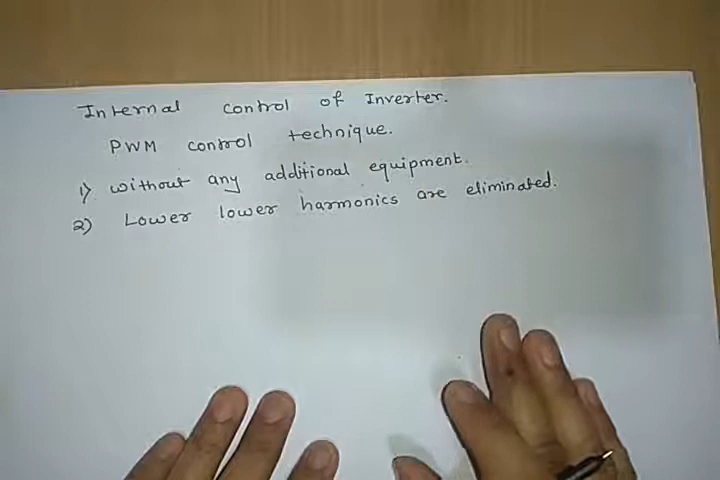 Internal control of Inverter.
PWM control technique.
1) without any additional equipment.
2) Lower lower harmonics are eliminated.